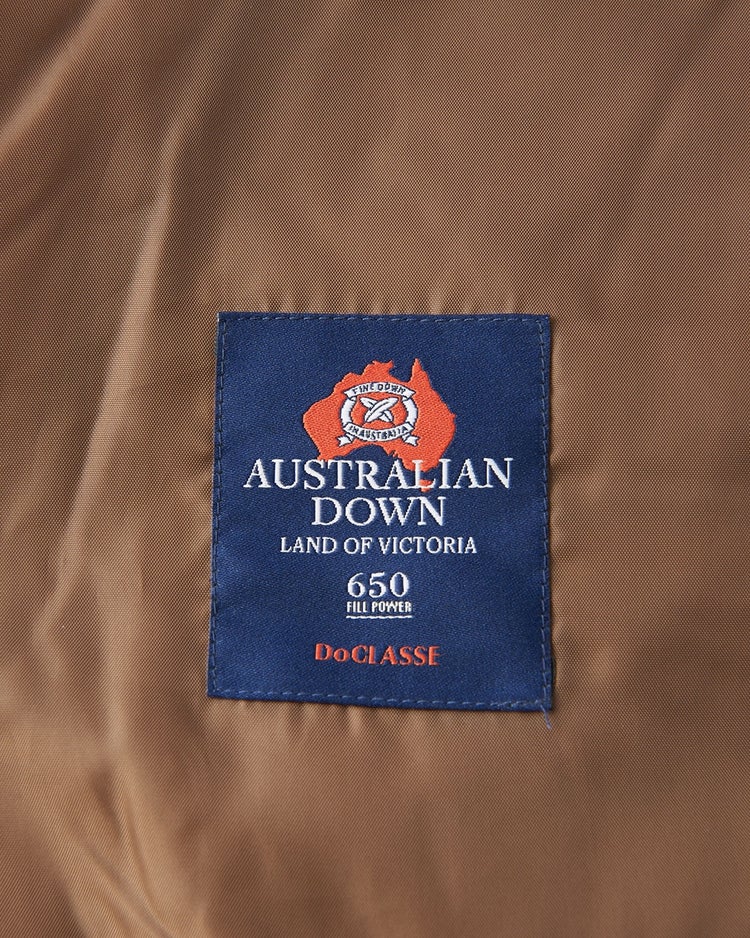 FINE DOWN
IN AUSTRALIA
AUSTRALIAN
DOWN
LAND OF VICTORIA
650
FILL POWER
DoCLASSE